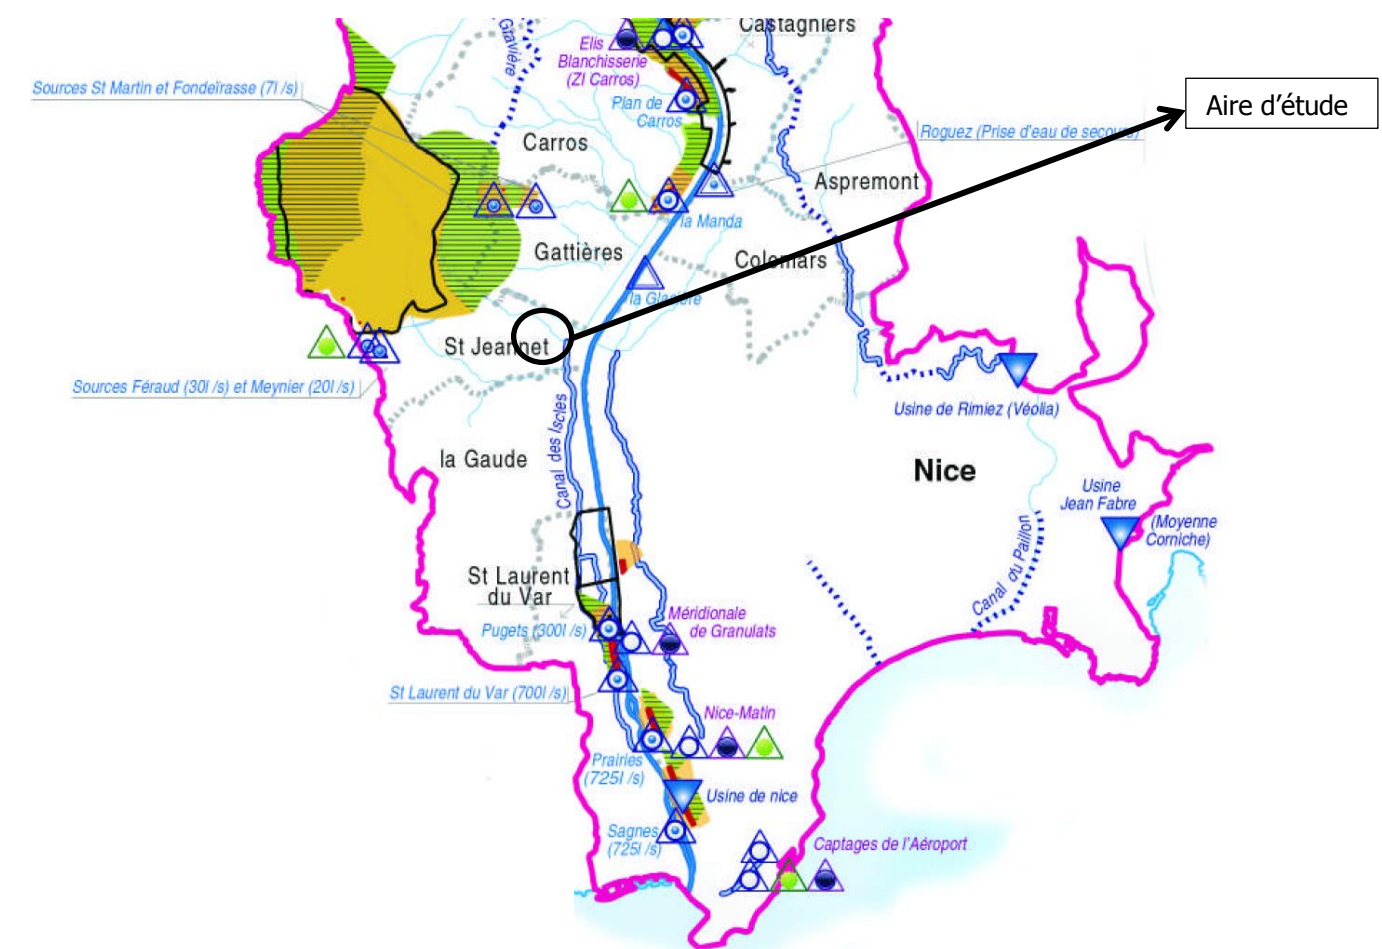 Castagniers
Gravière
Elis
Blanchisserie
(ZI Carros)
Sources St Martin et Fondeïrasse (7l /s)
Plan de
Carros
Aire d'étude
Roguez (Prise d'eau de secours)
Carros
Aspremont
la Manda
Gattières
Colomars
la Glacière
St Jeannet
Sources Féraud (30l /s) et Meynier (20l /s)
Usine de Rimiez (Véolia)
Canal des Iscles
la Gaude
Nice
Usine
Jean Fabre
(Moyenne
Corniche)
Canal du Paillon
St Laurent
du Var
Pugets (300l /s)
Méridionale
de Granulats
St Laurent du Var (700l /s)
Nice-Matin
Prairies
(725l /s)
Usine de nice
Sagnes
(725l /s)
Captages de l'Aéroport